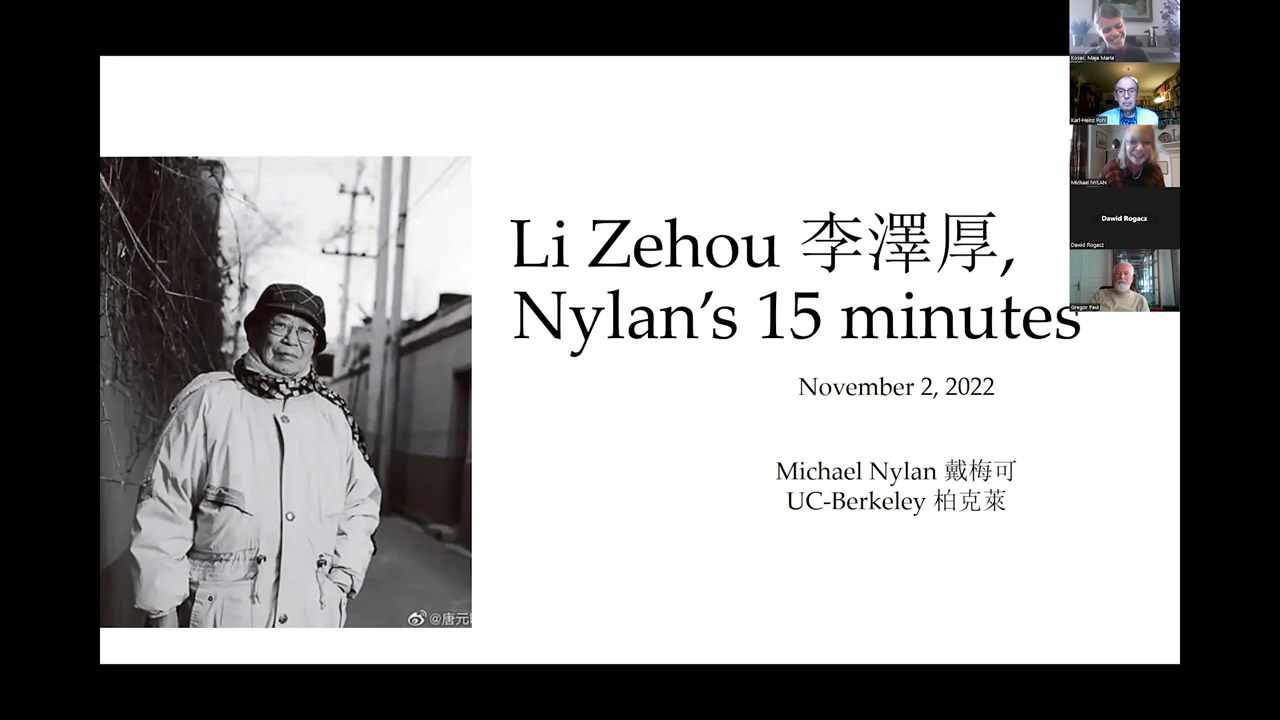 Li Zehou 李澤厚,
Nylan's 15 minutes
November 2, 2022
Michael Nylan 戴梅可
UC-Berkeley 柏克萊
@唐元
Koser, Maja Maria
Karl-Heinz Pohl
Michael NYLAN
Dawid Rogacz
Dawid Rogacz
Gregor Paul